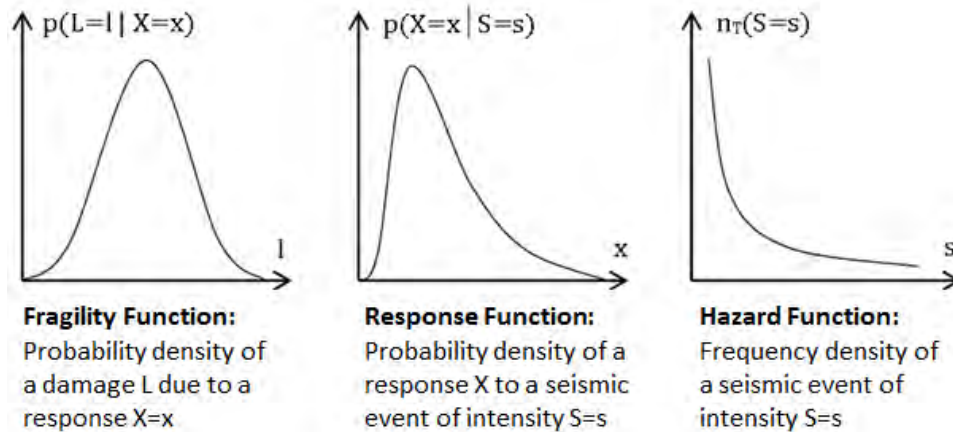 p(L=l | X=x)
l
Fragility Function:
Probability density of
a damage L due to a
response X=x
p(X=x | S=s)
x
Response Function:
Probability density of a
response X to a seismic
event of intensity S=s
n_T(S=s)
s
Hazard Function:
Frequency density of
a seismic event of
intensity S=s